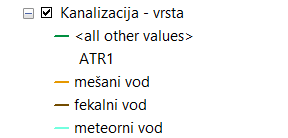 Kanalizacija - vrsta
<all other values>
ATR1
mešani vod
fekalni vod
meteorni vod